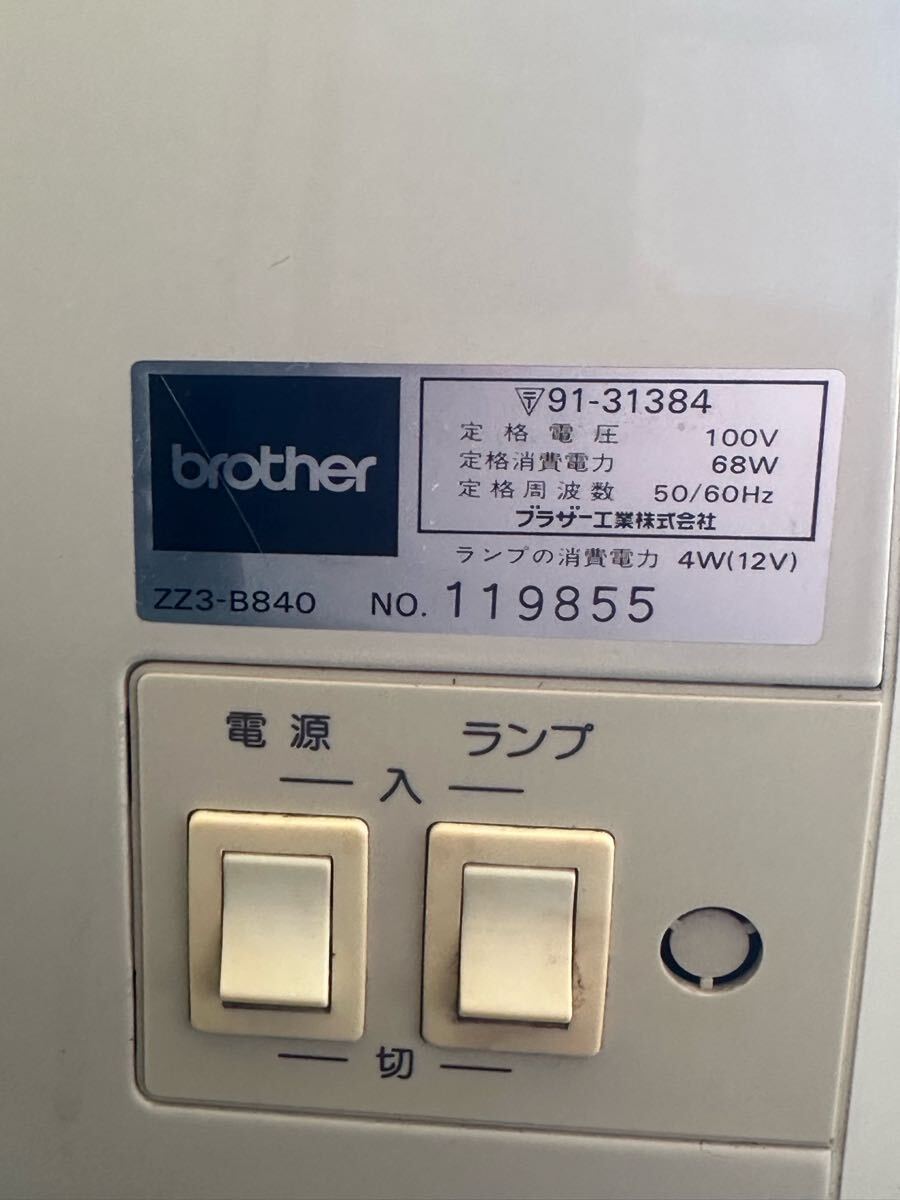 brother
〒91-31384
定格電圧 100V
定格消費電力 68W
定格周波数 50/60Hz
ブラザー工業株式会社
ランプの消費電力 4W(12V)
ZZ3-B840 NO. 119855
電源 ランプ
入
切